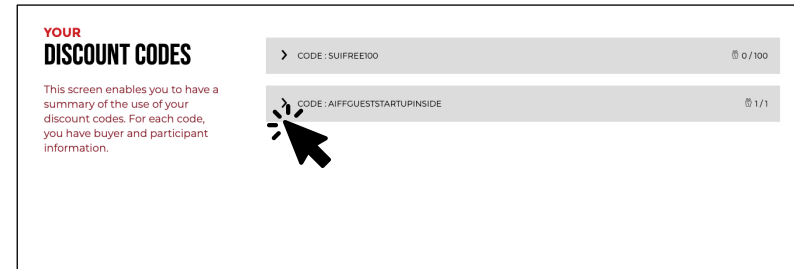 YOUR
DISCOUNT CODES
This screen enables you to have a
summary of the use of your
discount codes. For each code,
you have buyer and participant
information.
CODE : SUIFREE100 0 / 100
CODE : AIFFGUESTSTARTUPINSIDE 1 / 1